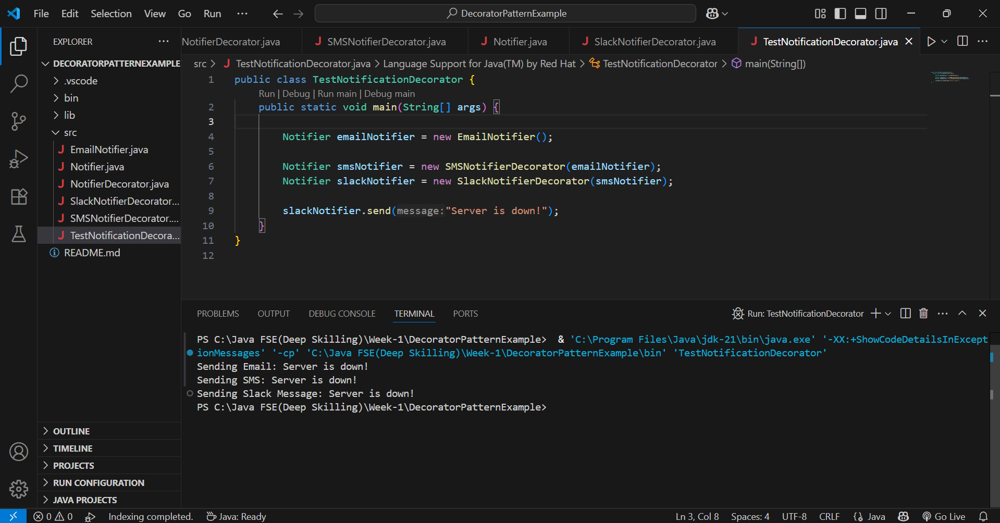 File Edit Selection View Go Run ···
DecoratorPatternExample
EXPLORER ···
DECORATORPATTERNEXAMPLE
.vscode
bin
lib
src
J EmailNotifier.java
J Notifier.java
J NotifierDecorator.java
J SlackNotifierDecorator...
J SMSNotifierDecorator....
J TestNotificationDecora...
README.md
OUTLINE
TIMELINE
PROJECTS
RUN CONFIGURATION
JAVA PROJECTS
NotifierDecorator.java J SMSNotifierDecorator.java J Notifier.java J SlackNotifierDecorator.java J TestNotificationDecorator.java
src > J TestNotificationDecorator.java > Language Support for Java(TM) by Red Hat > TestNotificationDecorator > main(String[])
1 public class TestNotificationDecorator {
Run | Debug | Run main | Debug main
2 public static void main(String[] args) {
3
4 Notifier emailNotifier = new EmailNotifier();
5
6 Notifier smsNotifier = new SMSNotifierDecorator(emailNotifier);
7 Notifier slackNotifier = new SlackNotifierDecorator(smsNotifier);
8
9 slackNotifier.send(message:"Server is down!");
10 }
11 }
12
PROBLEMS OUTPUT DEBUG CONSOLE TERMINAL PORTS
Run: TestNotificationDecorator
PS C:\Java FSE(Deep Skilling)\Week-1\DecoratorPatternExample> & 'C:\Program Files\Java\jdk-21\bin\java.exe' '-XX:+ShowCodeDetailsInExcept
ionMessages' '-cp' 'C:\Java FSE(Deep Skilling)\Week-1\DecoratorPatternExample\bin' 'TestNotificationDecorator'
Sending Email: Server is down!
Sending SMS: Server is down!
Sending Slack Message: Server is down!
PS C:\Java FSE(Deep Skilling)\Week-1\DecoratorPatternExample>
0 0 Indexing completed. Java: Ready
Ln 3, Col 8 Spaces: 4 UTF-8 CRLF Java Go Live